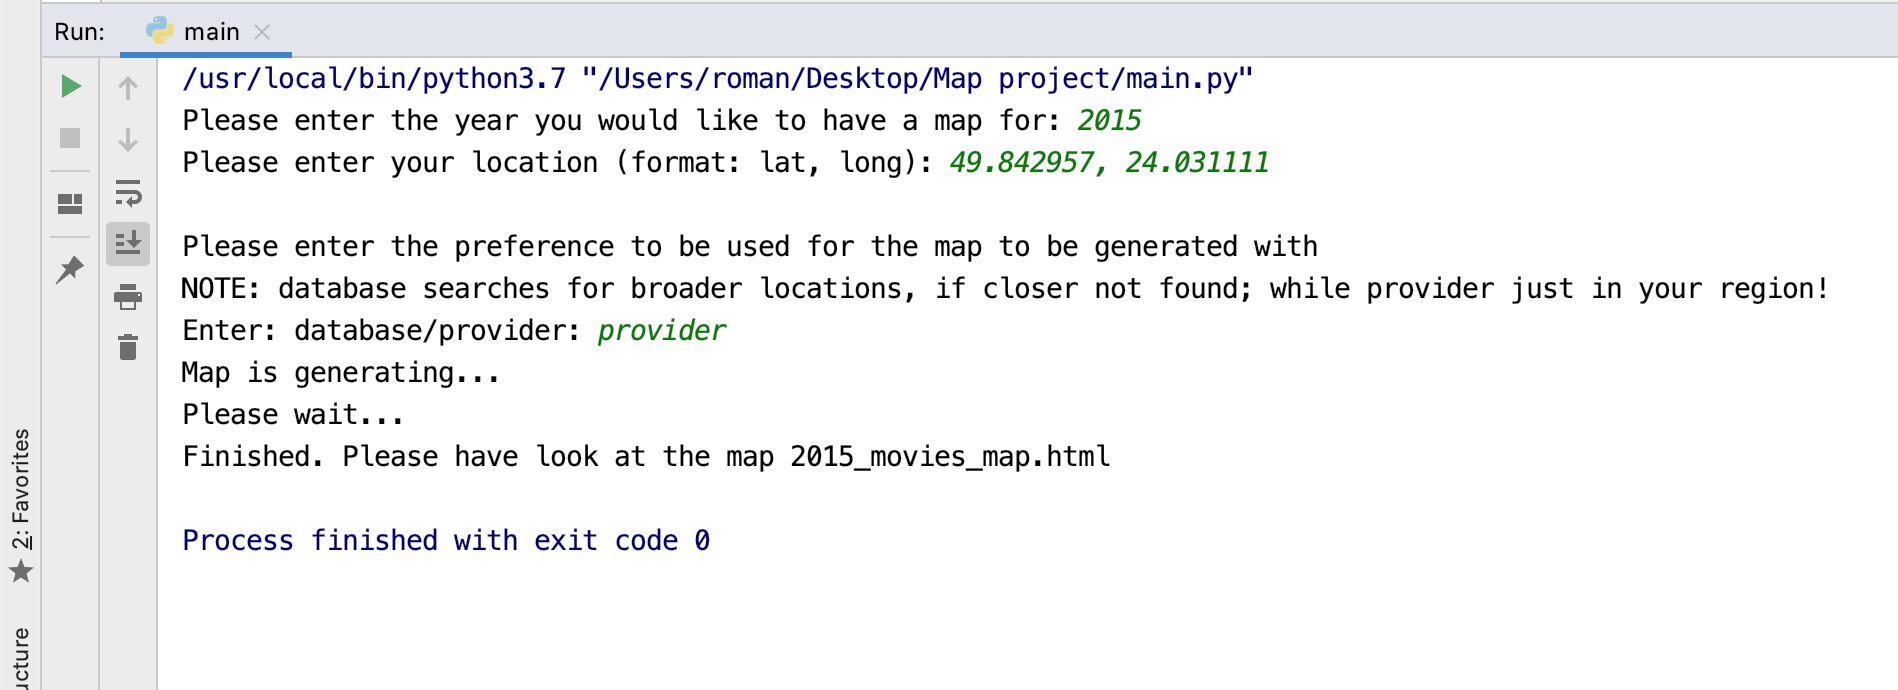 Run: main
/usr/local/bin/python3.7 "/Users/roman/Desktop/Map project/main.py"
Please enter the year you would like to have a map for: 2015
Please enter your location (format: lat, long): 49.842957, 24.031111
Please enter the preference to be used for the map to be generated with
NOTE: database searches for broader locations, if closer not found; while provider just in your region!
Enter: database/provider: provider
Map is generating...
Please wait...
Finished. Please have look at the map 2015_movies_map.html
Process finished with exit code 0
2: Favorites
ucture